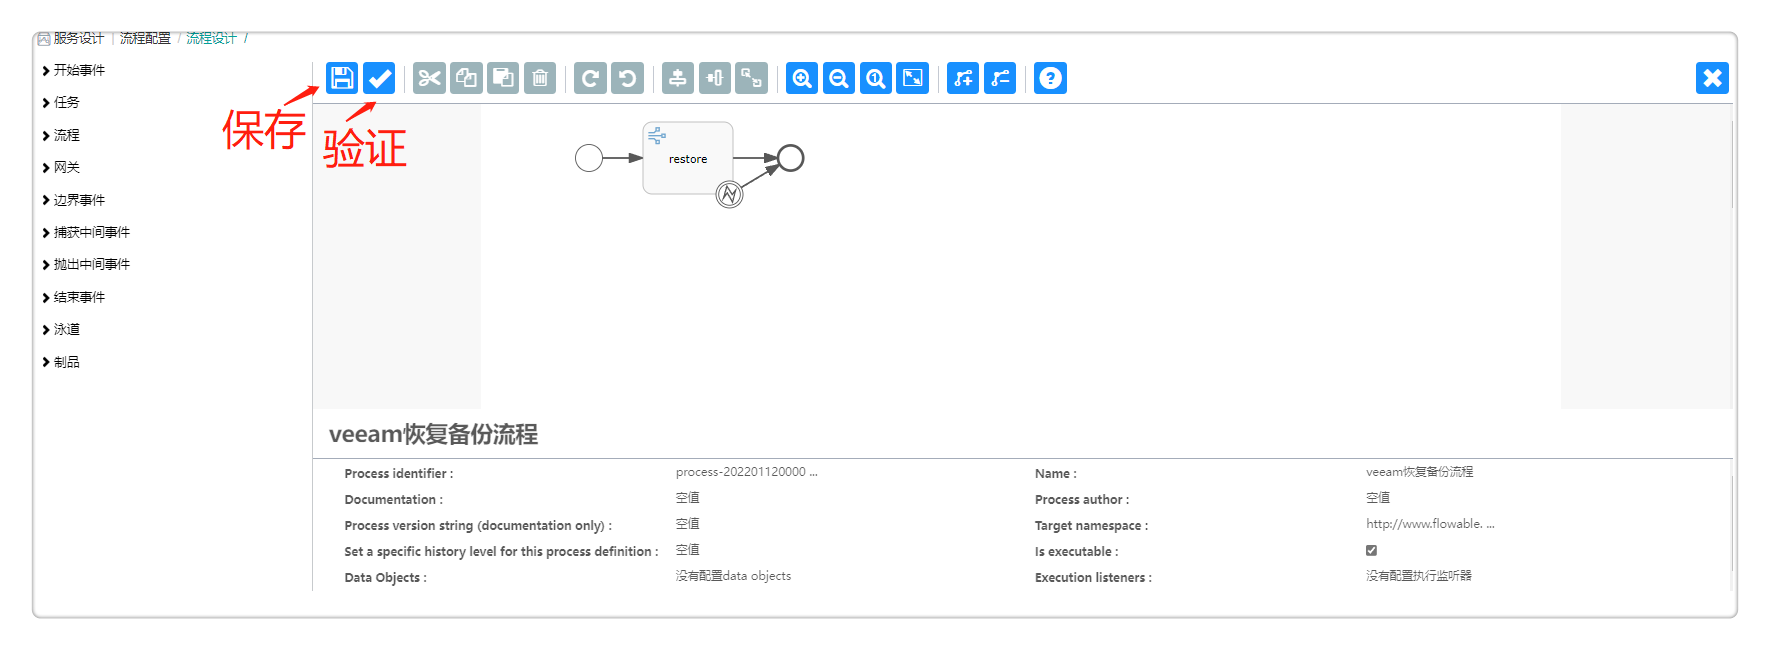 服务设计 | 流程配置 / 流程设计 /
开始事件
任务
流程
网关
边界事件
捕获中间事件
抛出中间事件
结束事件
泳道
制品
保存
验证
restore
veeam恢复备份流程
Process identifier : process-202201120000 ... Name : veeam恢复备份流程
Documentation : 空值 Process author : 空值
Process version string (documentation only) : 空值 Target namespace : http://www.flowable. ...
Set a specific history level for this process definition : 空值 Is executable :
Data Objects : 没有配置data objects Execution listeners : 没有配置执行监听器